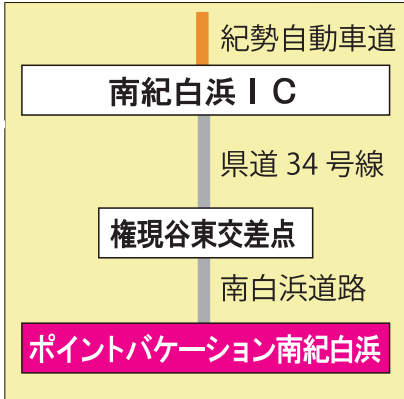 紀勢自動車道
南紀白浜ＩＣ
県道 34 号線
権現谷東交差点
南白浜道路
ポイントバケーション南紀白浜